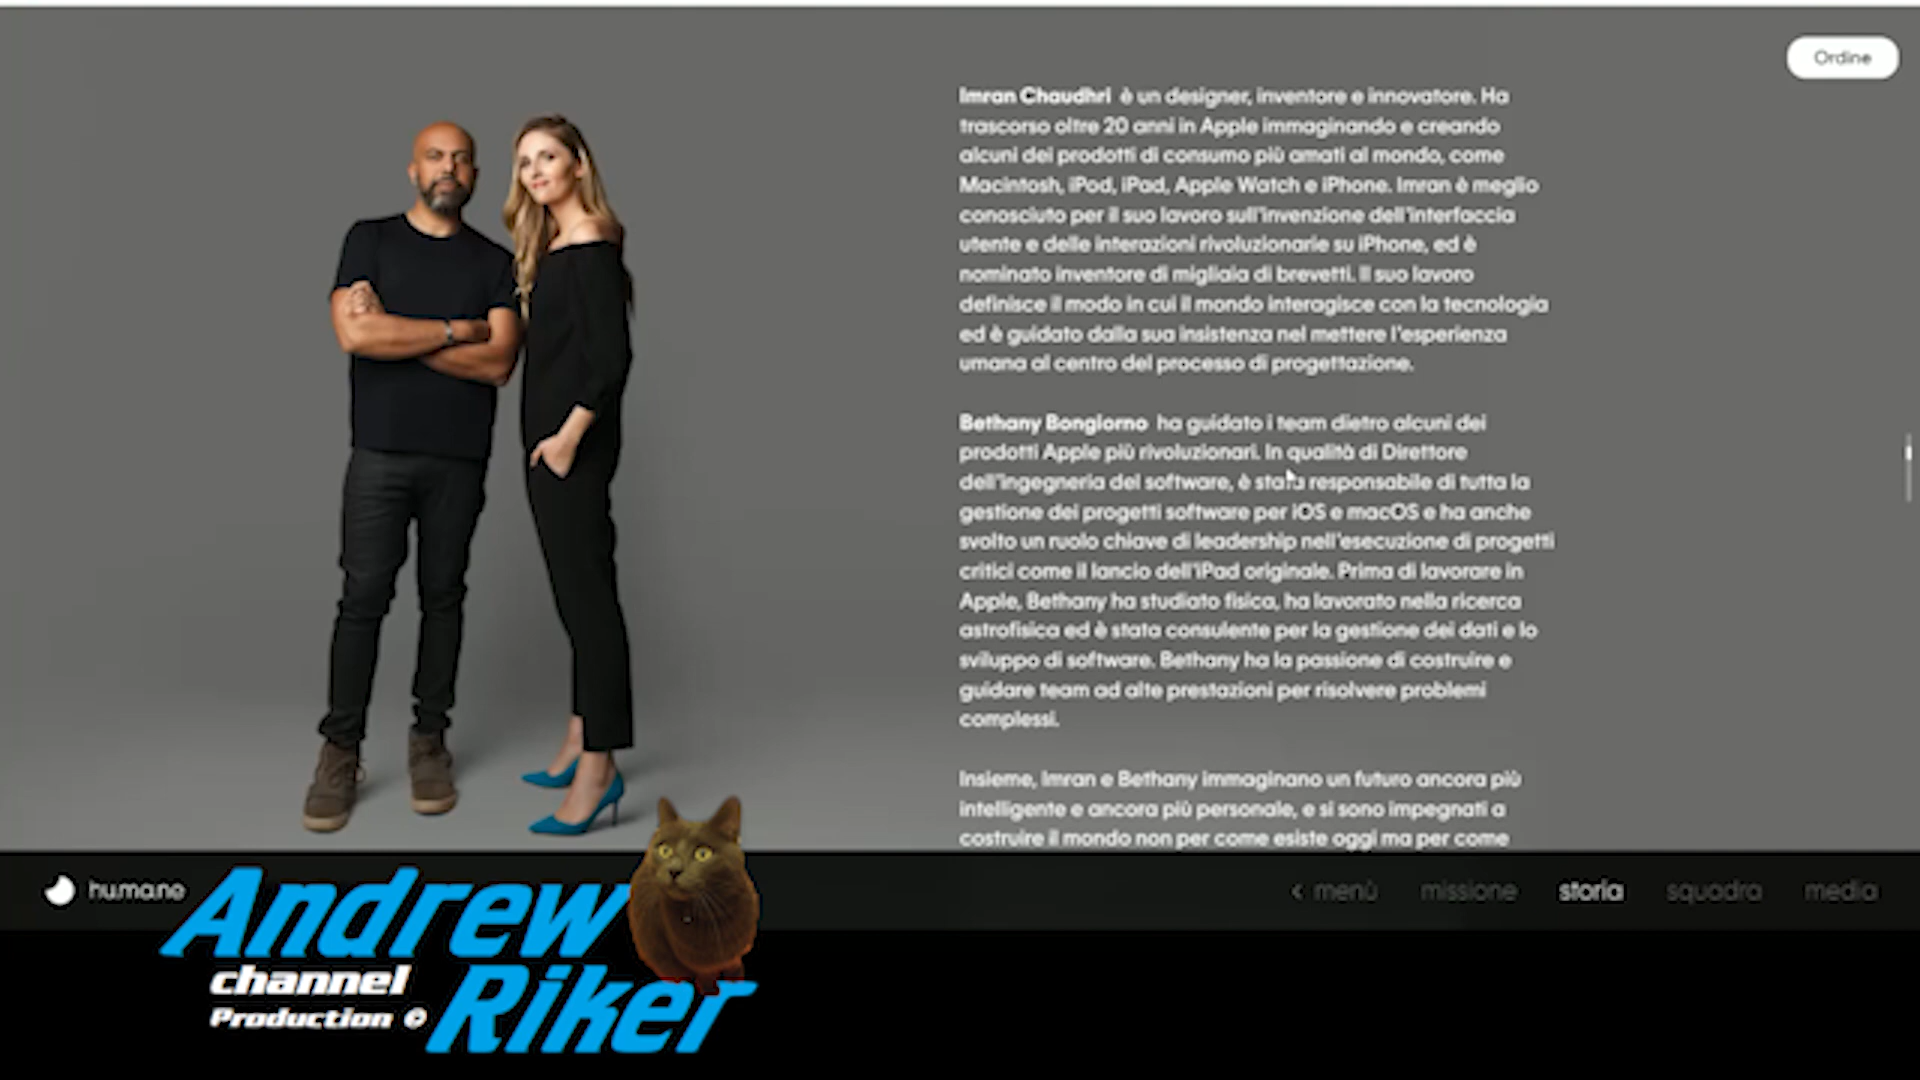 Ordine
Imran Chaudhri è un designer, inventore e innovatore. Ha
trascorso oltre 20 anni in Apple immaginando e creando
alcuni dei prodotti di consumo più amati al mondo, come
Macintosh, iPod, iPad, Apple Watch e iPhone. Imran è meglio
conosciuto per il suo lavoro sull'invenzione dell'interfaccia
utente e delle interazioni rivoluzionarie su iPhone, ed è
nominato inventore di migliaia di brevetti. Il suo lavoro
definisce il modo in cui il mondo interagisce con la tecnologia
ed è guidato dalla sua insistenza nel mettere l'esperienza
umana al centro del processo di progettazione.
Bethany Bongiorno ha guidato i team dietro alcuni dei
prodotti Apple più rivoluzionari. In qualità di Direttore
dell'ingegneria del software, è stata responsabile di tutta la
gestione dei progetti software per iOS e macOS e ha anche
svolto un ruolo chiave di leadership nell'esecuzione di progetti
critici come il lancio dell'iPad originale. Prima di lavorare in
Apple, Bethany ha studiato fisica, ha lavorato nella ricerca
astrofisica ed è stata consulente per la gestione dei dati e lo
sviluppo di software. Bethany ha la passione di costruire e
guidare team ad alte prestazioni per risolvere problemi
complessi.
Insieme, Imran e Bethany immaginano un futuro ancora più
intelligente e ancora più personale, e si sono impegnati a
costruire il mondo non per come esiste oggi ma per come
hu.ma.ne
< menù missione storia squadra media
Andrew
channel
Riker
Production ©